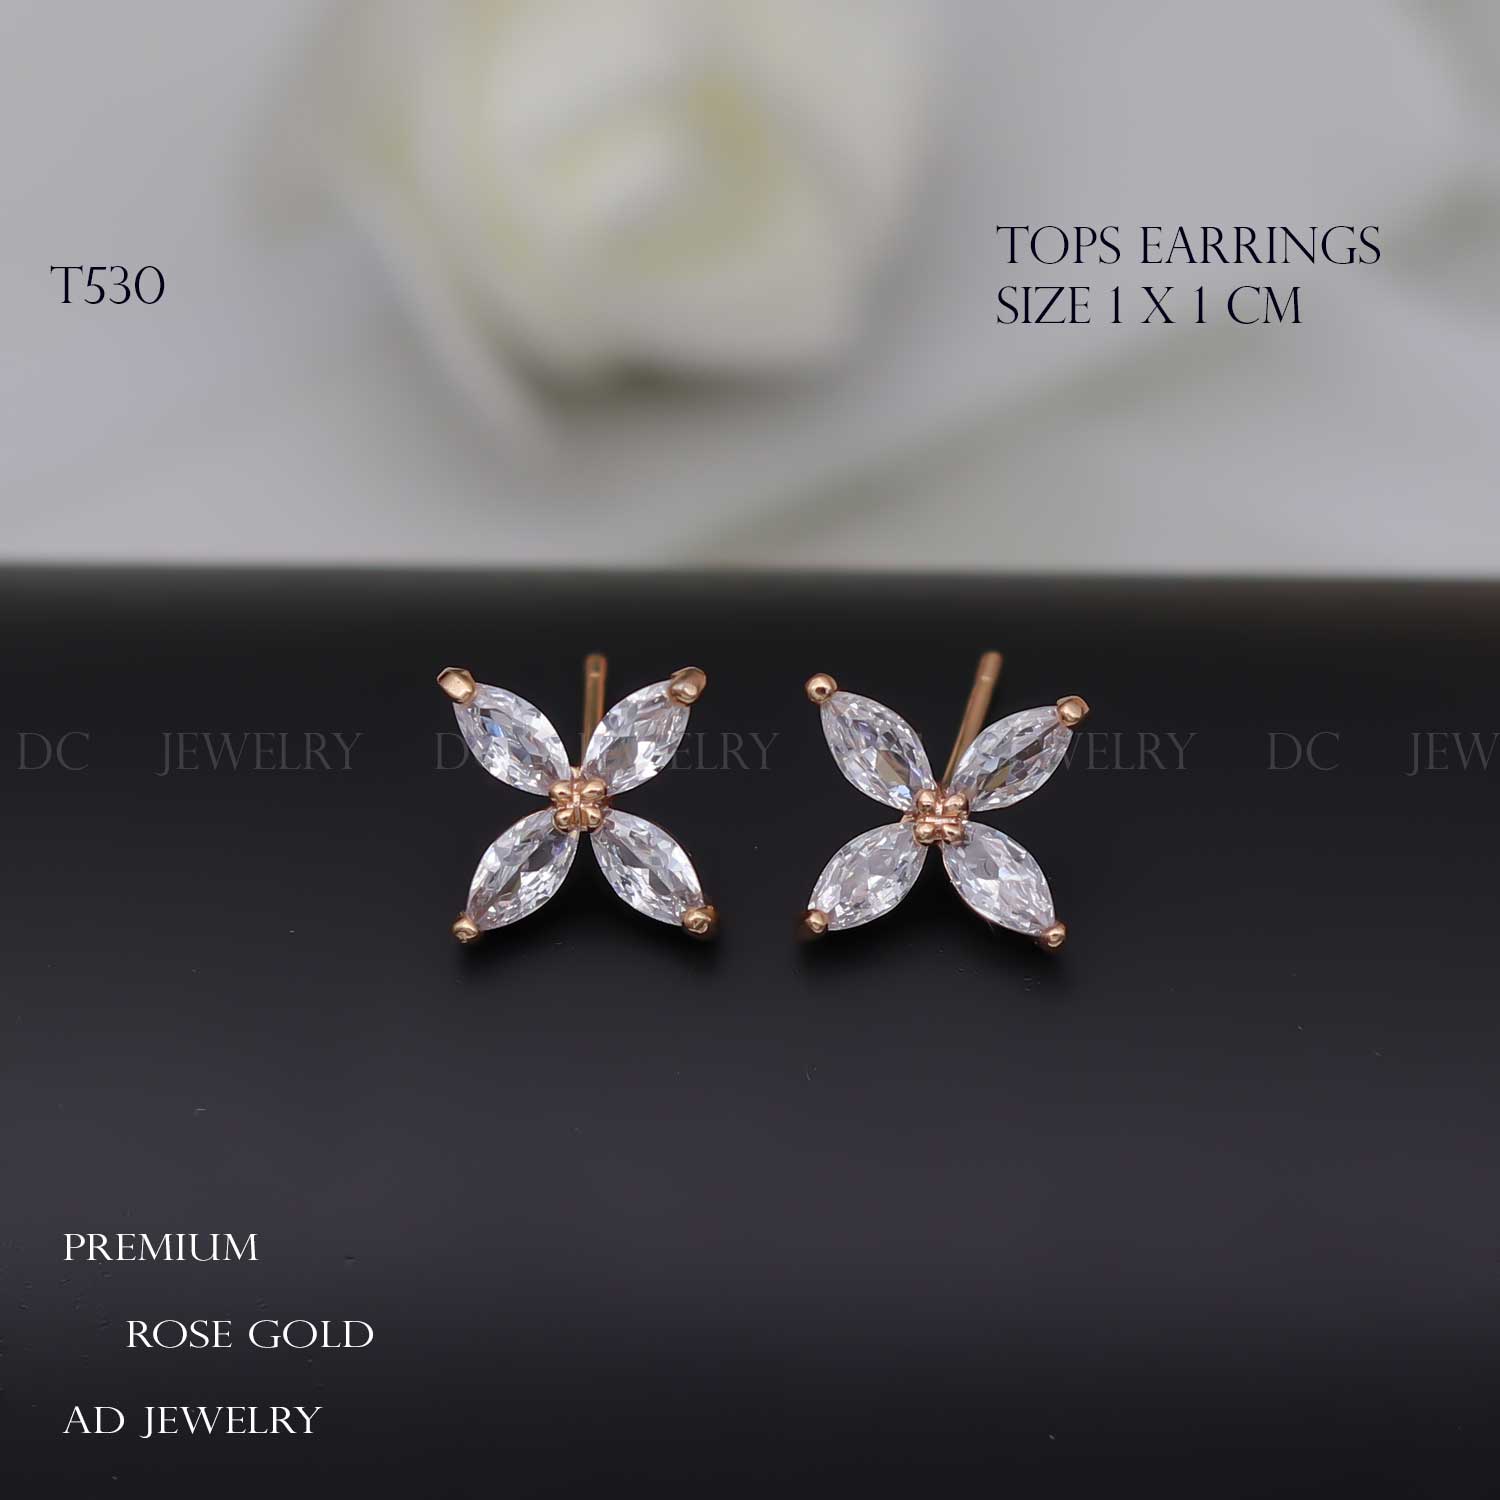 T530
TOPS EARRINGS
SIZE 1 X 1 CM
DC JEWELRY DC JEWELRY DC JEWELRY DC JEW
PREMIUM
ROSE GOLD
AD JEWELRY